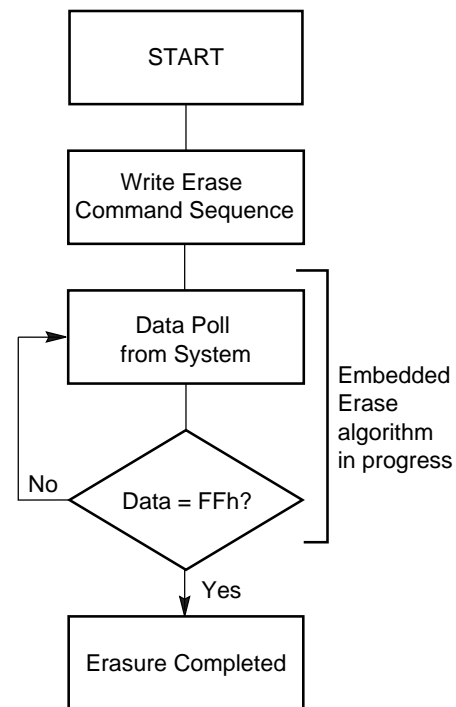 START
Write Erase
Command Sequence
Data Poll
from System
Embedded
Erase
algorithm
in progress
No
Data = FFh?
Yes
Erasure Completed